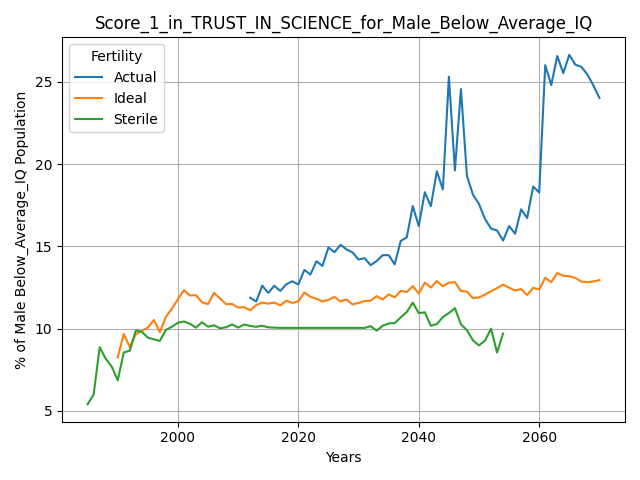 Score_1_in_TRUST_IN_SCIENCE_for_Male_Below_Average_IQ
Fertility
Actual
Ideal
Sterile
% of Male Below_Average_IQ Population
25
20
15
10
5
2000 2020 2040 2060
Years